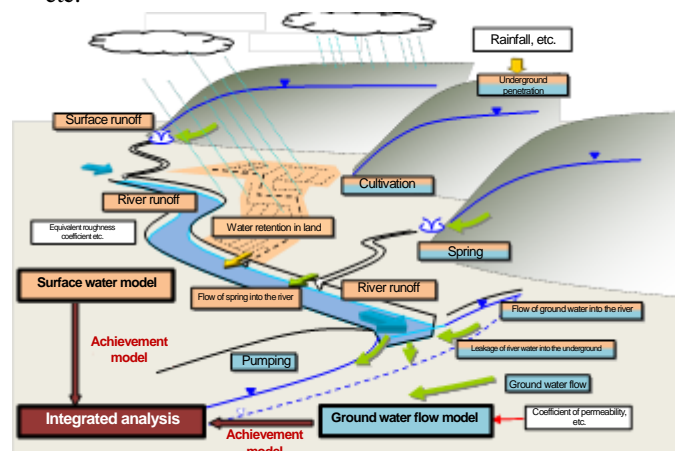 etc.
Rainfall, etc.
Underground
penetration
Surface runoff
Cultivation
River runoff
Water retention in land
Equivalent roughness
coefficient etc.
Spring
Surface water model
Flow of spring into the river
River runoff
Flow of ground water into the river
Achievement
model
Leakage of river water into the underground
Pumping
Ground water flow
Integrated analysis
Ground water flow model
Coefficient of permeability,
etc.
Achievement
model